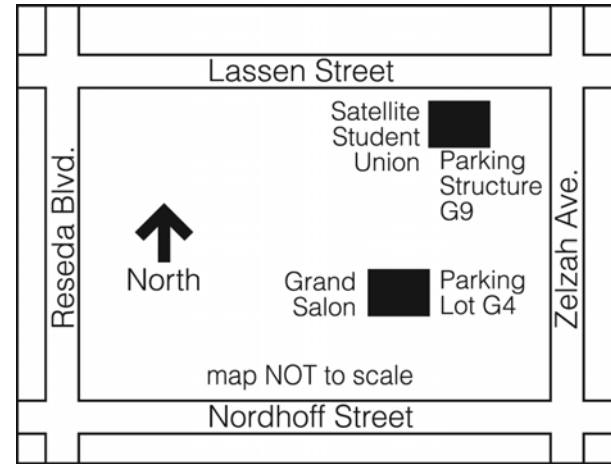 Lassen Street
Satellite
Student
Union
Parking
Structure
G9
Reseda Blvd.
Zelzah Ave.
North
Grand
Salon
Parking
Lot G4
map NOT to scale
Nordhoff Street